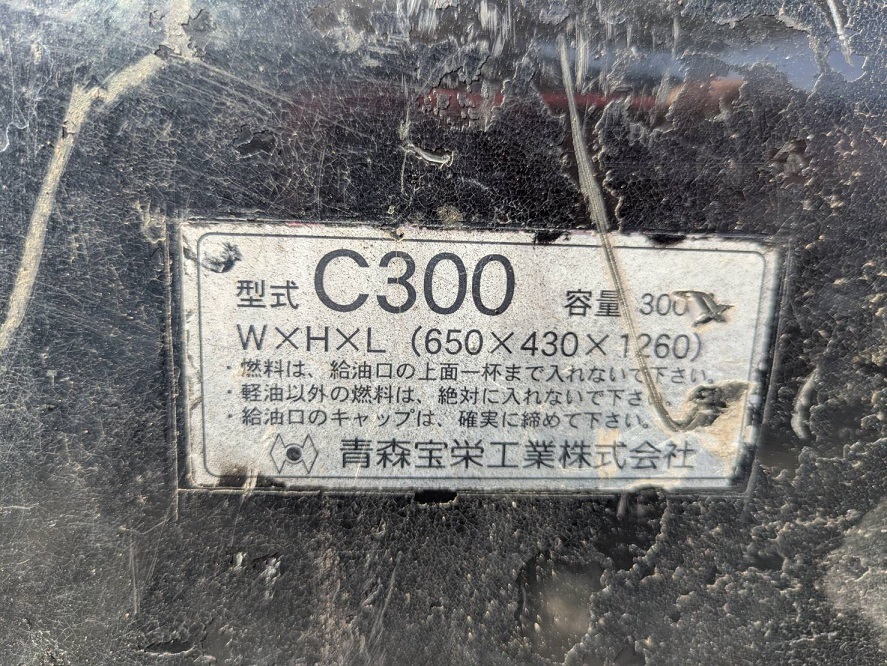 型式 C300 容量 300
W×H×L (650×430×1260)
・燃料は、給油口の上面一杯まで入れないで下さい。
・軽油以外の燃料は、絶対に入れないで下さい。
・給油口のキャップは、確実に締めて下さい。
青森宝栄工業株式会社